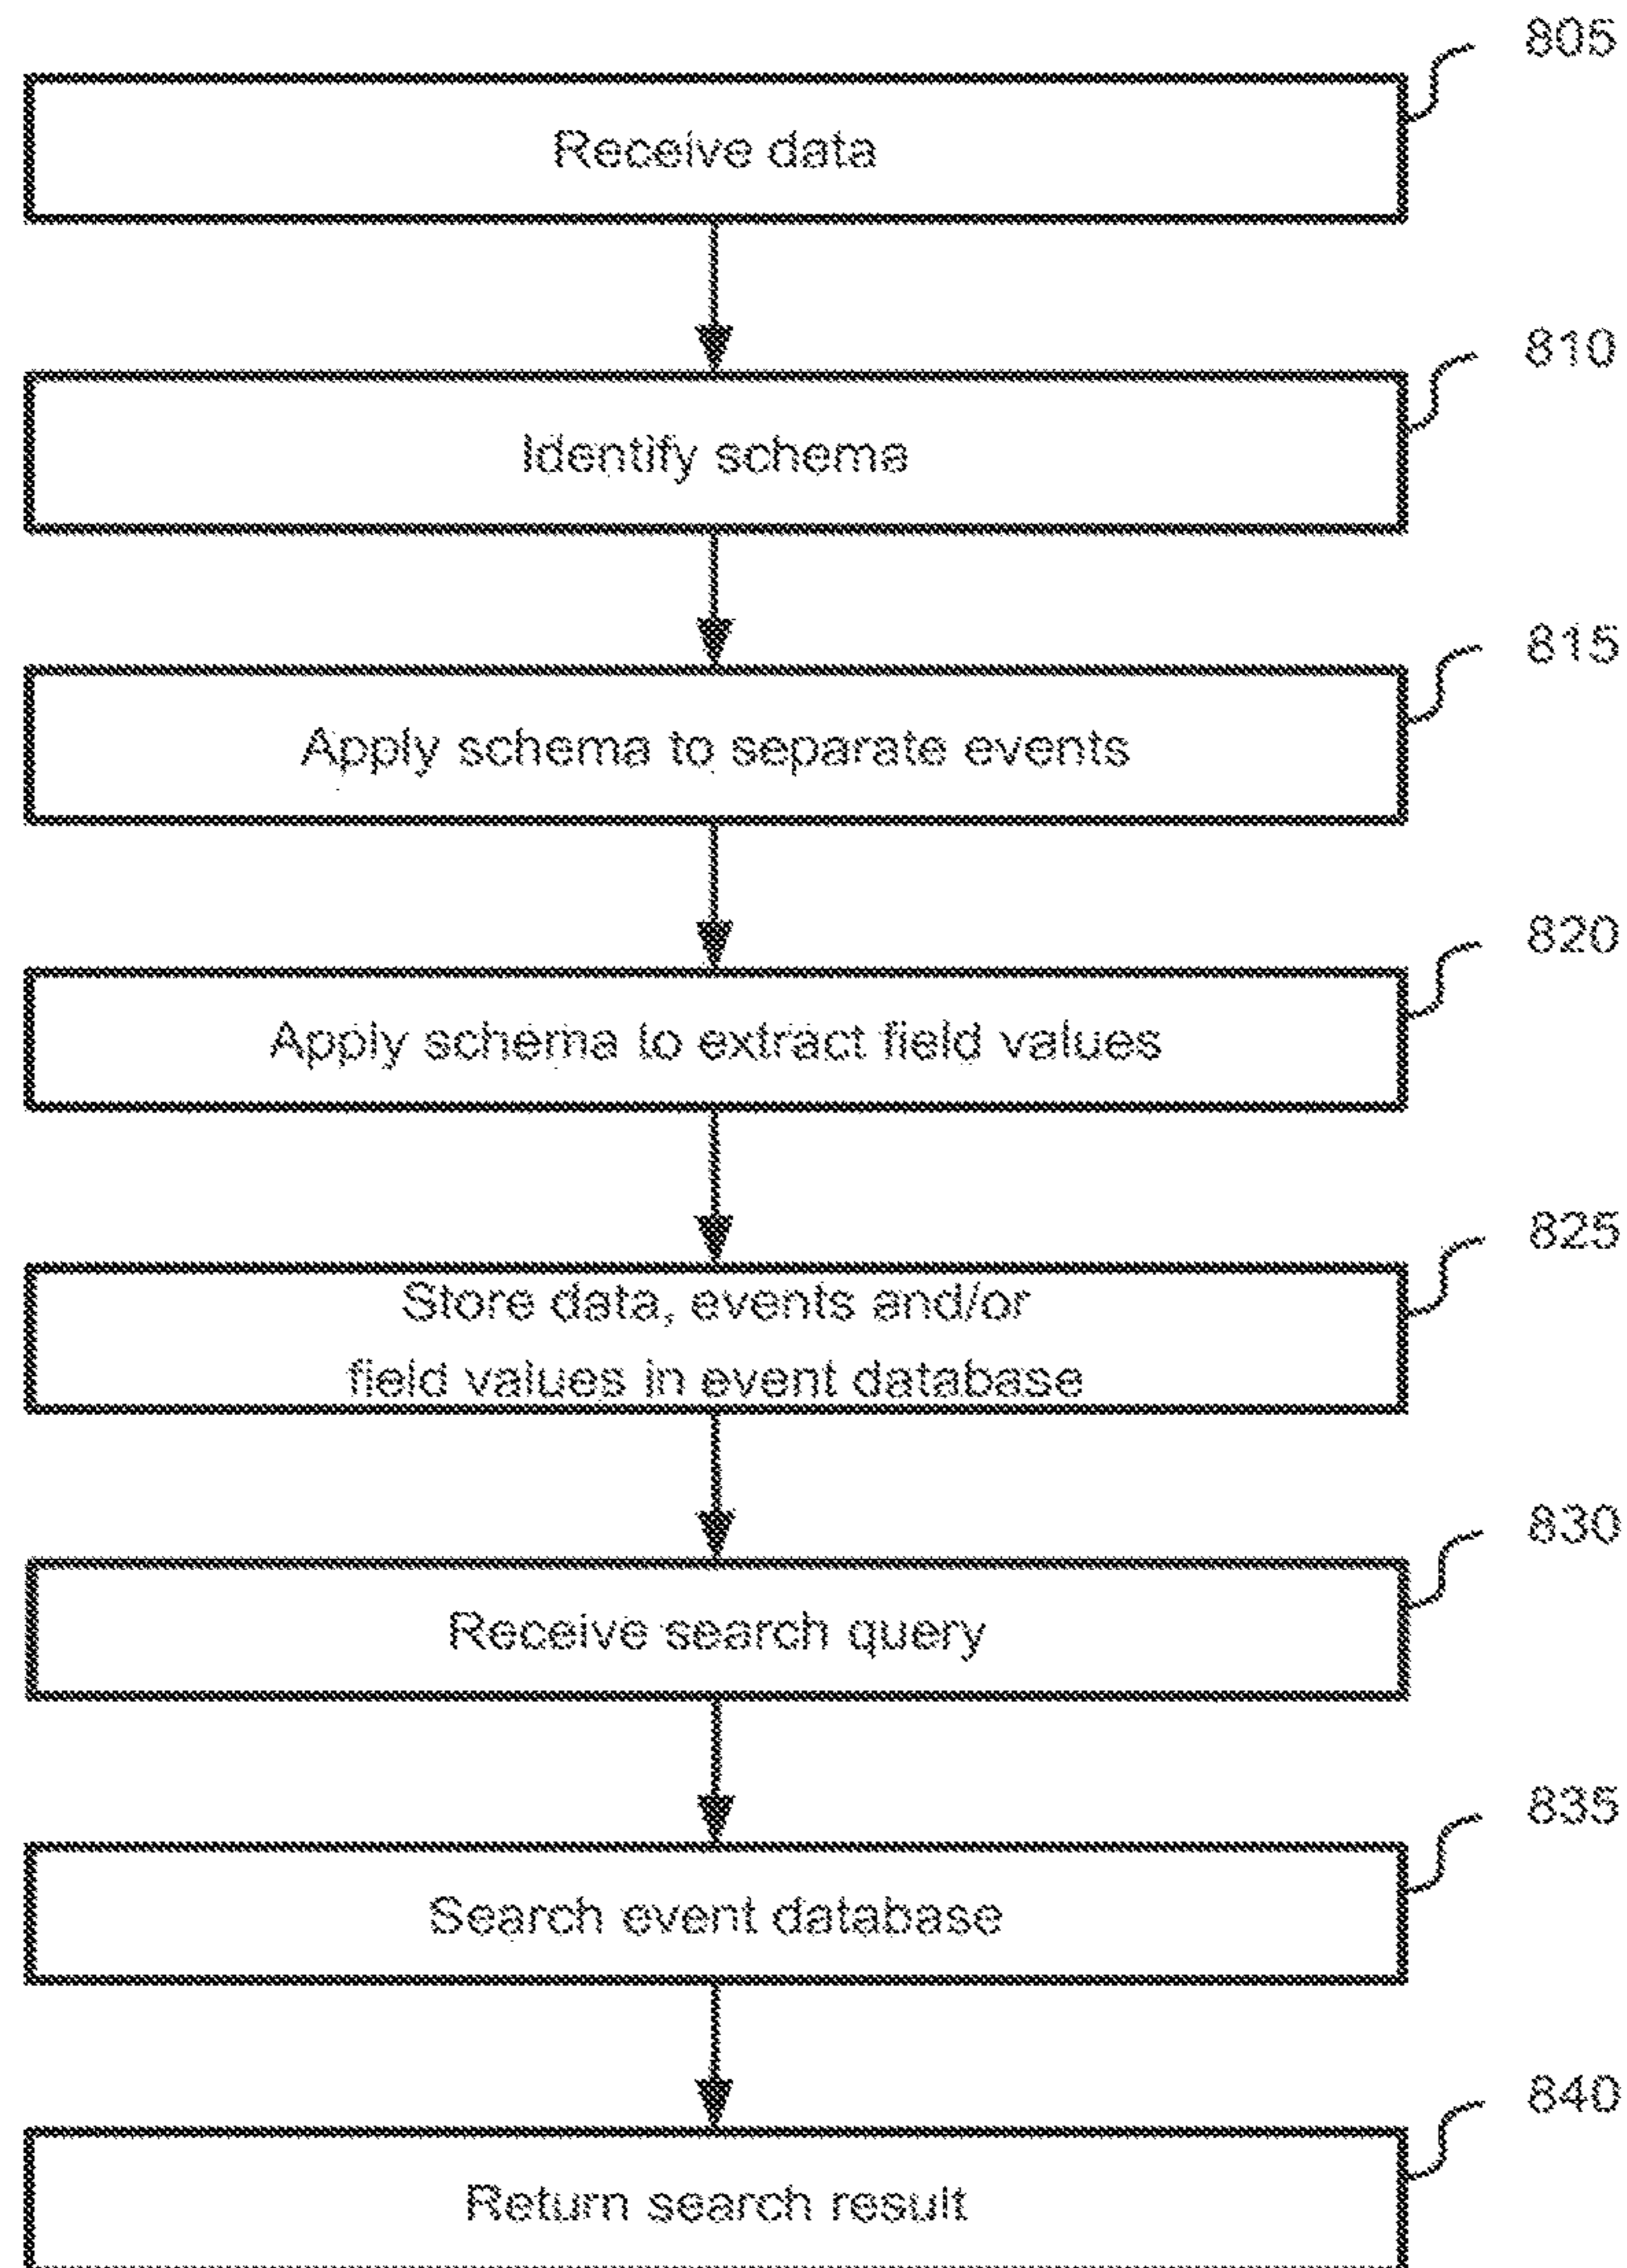 805
Receive data
810
Identify schema
815
Apply schema to separate events
820
Apply schema to extract field values
825
Store data, events and/or
field values in event database
830
Receive search query
835
Search event database
840
Return search result